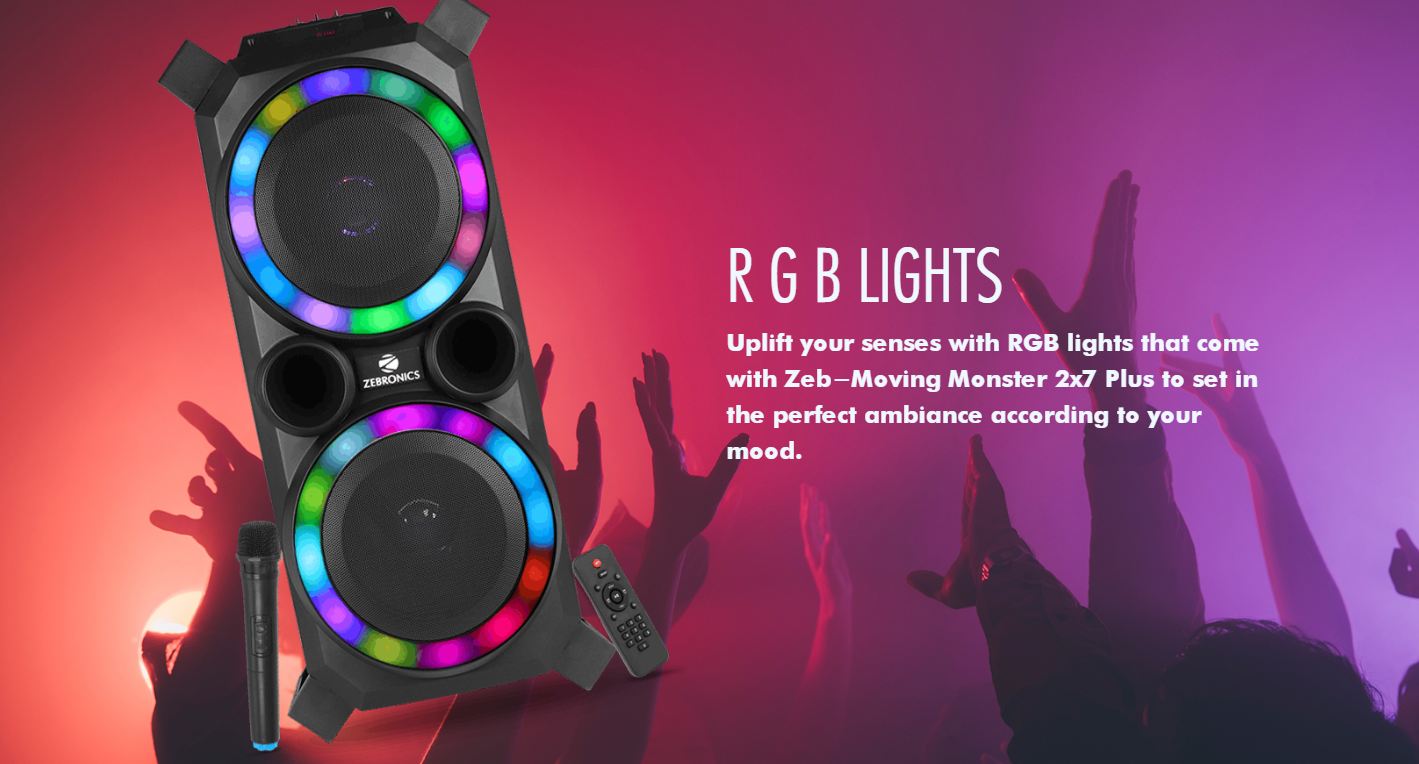 ZEBRONICS
R G B LIGHTS
Uplift your senses with RGB lights that come
with Zeb–Moving Monster 2x7 Plus to set in
the perfect ambiance according to your
mood.